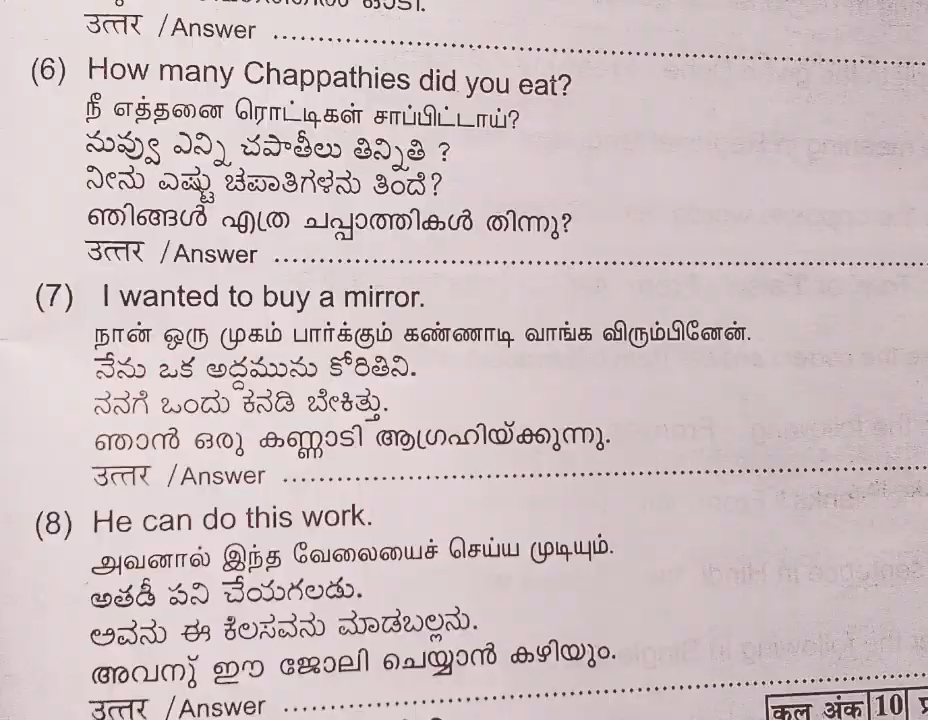 उत्तर /Answer ........................
(6) How many Chappathies did you eat?
நீ எத்தனை ரொட்டிகள் சாப்பிட்டாய்?
నువ్వు ఎన్ని చపాతీలు తిన్నితి ?
ನೀನು ಎಷ್ಟು ಚಪಾತಿಗಳನು ತಿಂದೆ?
ഞിങ്ങൾ എത്ര ചപ്പാത്തികൾ തിന്നു?
उत्तर /Answer ........................
(7) I wanted to buy a mirror.
நான் ஒரு முகம் பார்க்கும் கண்ணாடி வாங்க விரும்பினேன்.
నేను ఒక అద్దమును కోరితిని.
ನನಗೆ ಒಂದು ಕನಡಿ ಬೇಕಿತ್ತು.
ഞാൻ ഒരു കണ്ണാടി ആഗ്രഹിയ്ക്കുന്നു.
उत्तर /Answer ........................
(8) He can do this work.
அவனால் இந்த வேலையைச் செய்ய முடியும்.
అతడీ పని చేయగలడు.
ಅವನು ಈ ಕೆಲಸವನು ಮಾಡಬಲ್ಲನು.
അവനു് ഈ ജോലി ചെയ്യാൻ കഴിയും.
उत्तर /Answer ........................
कुल अंक 10